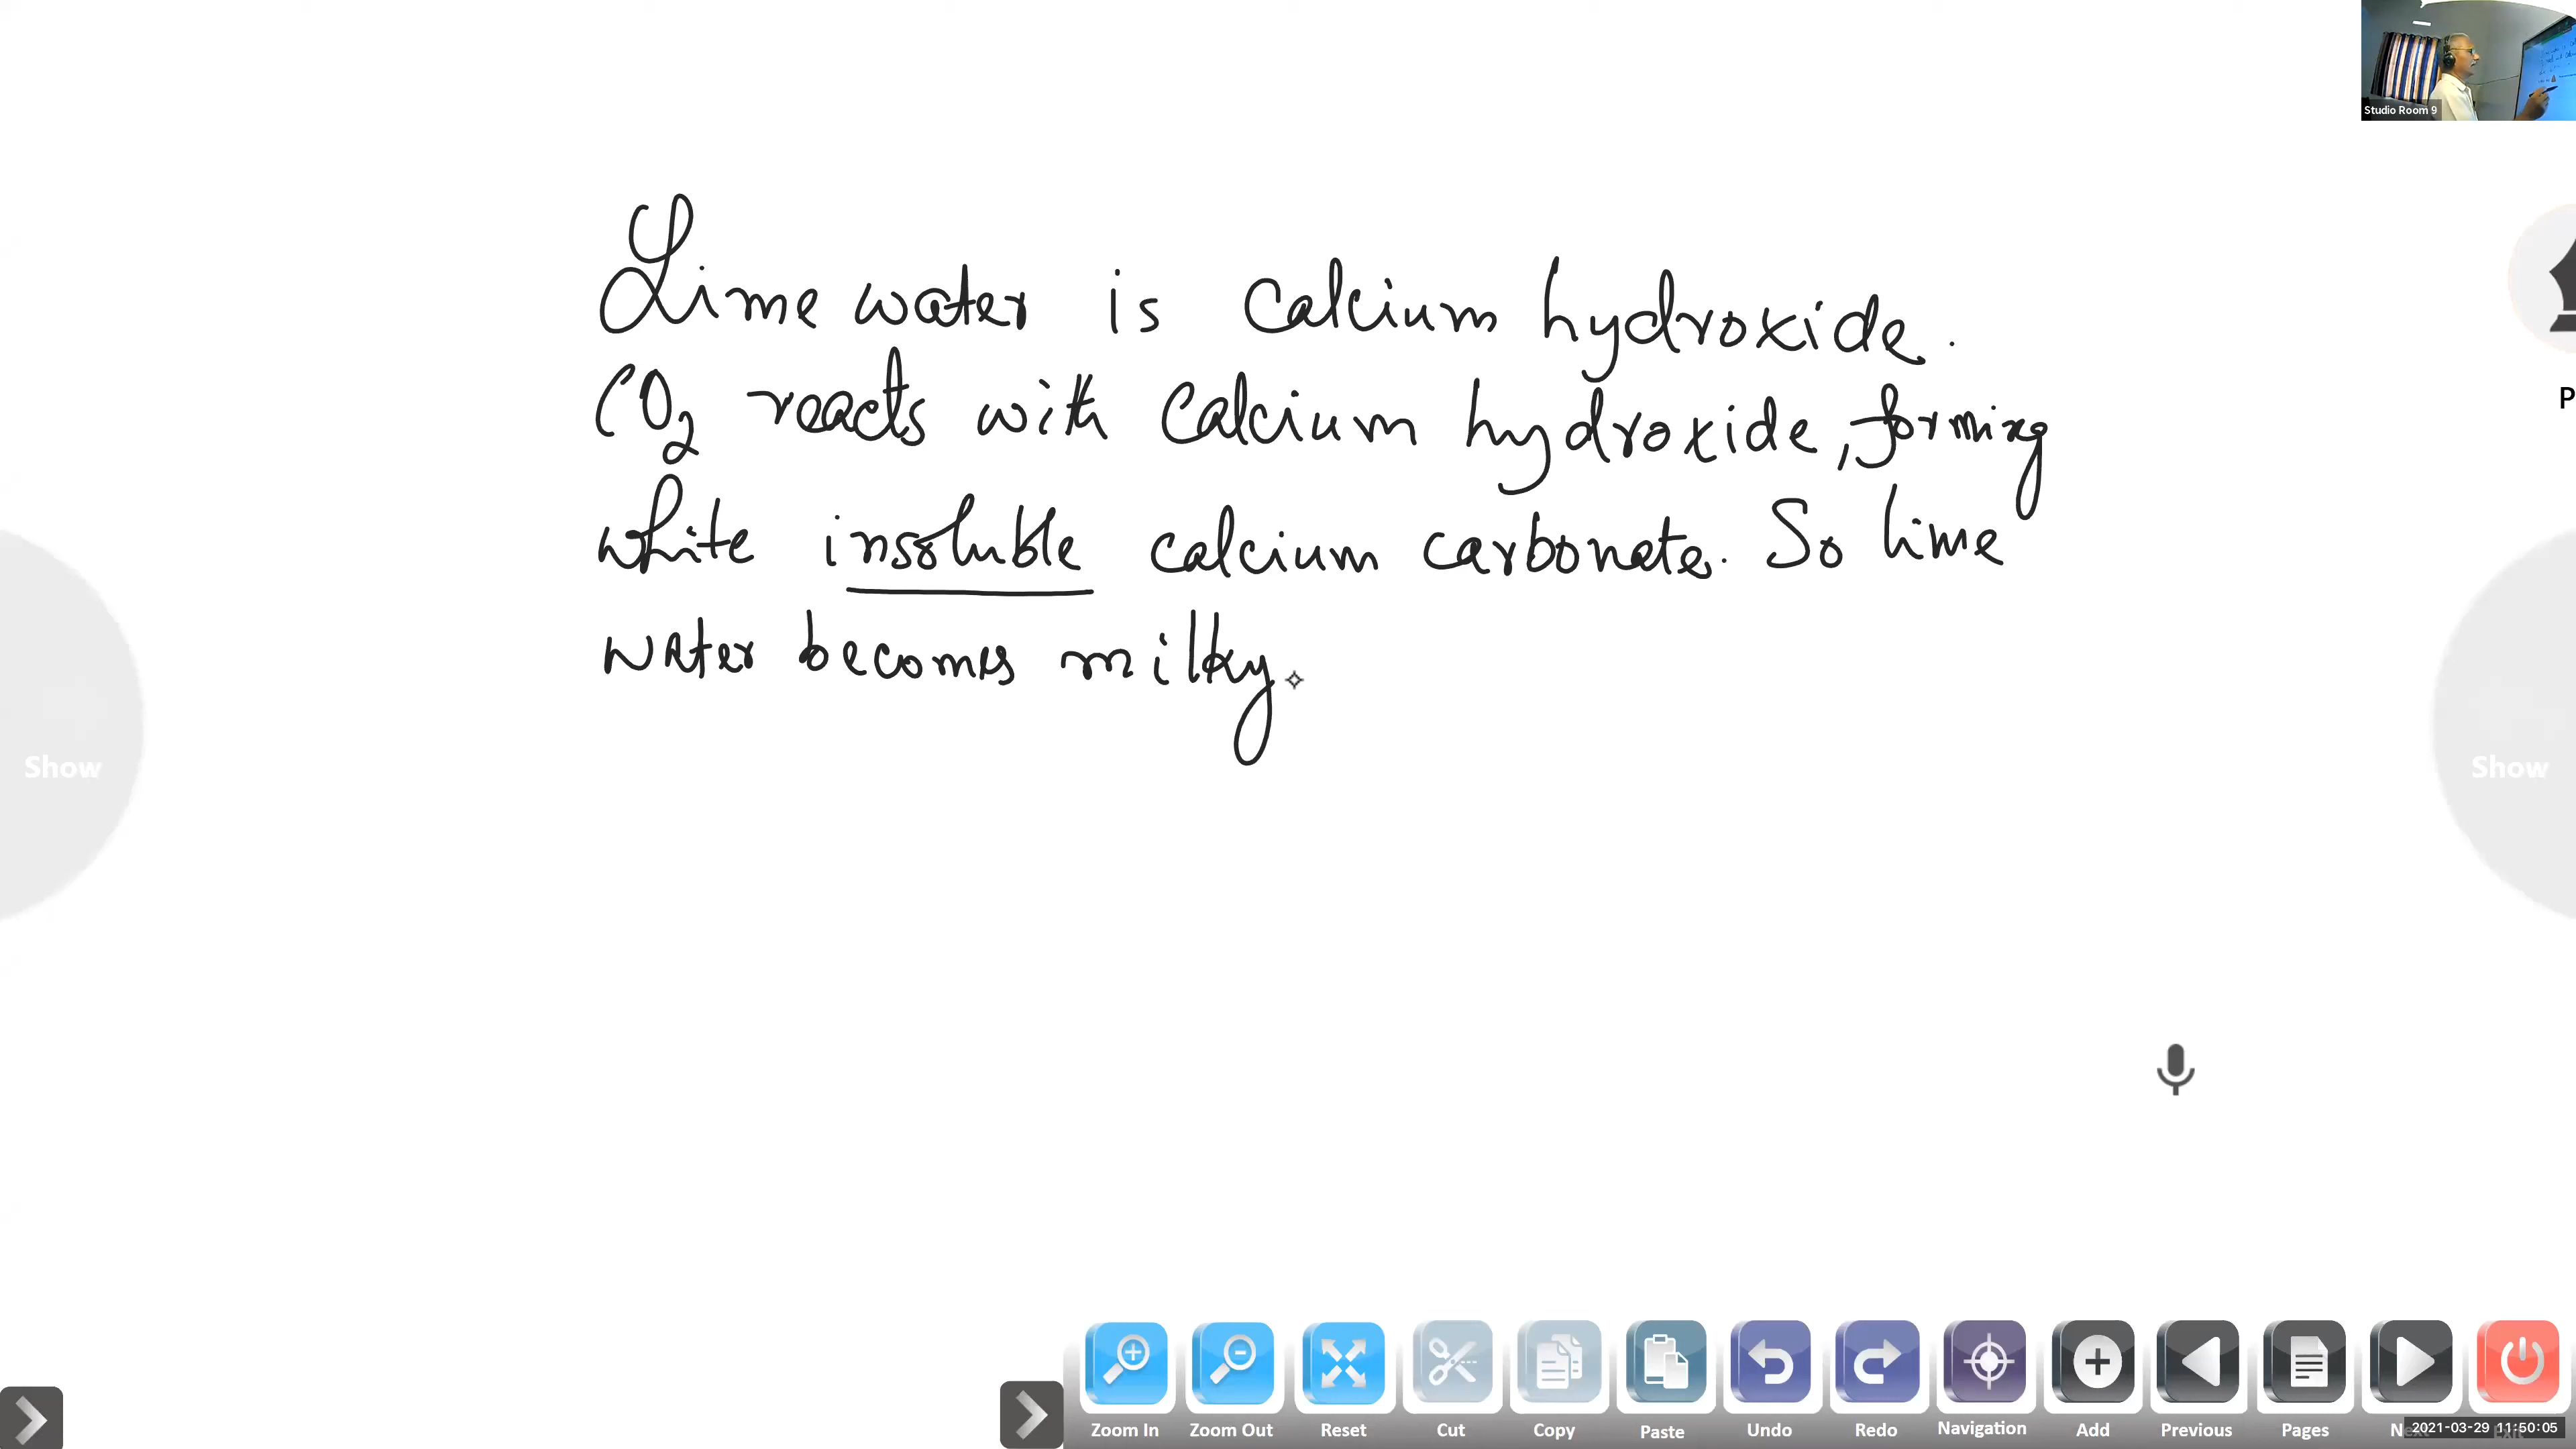 Studio Room 9
Lime water is calcium hydroxide.
CO₂ reacts with calcium hydroxide, forming
white insoluble calcium carbonate. So lime
water becomes milky.
P
Show
Show
Zoom In Zoom Out Reset Cut Copy Paste Undo Redo Navigation Add Previous Pages
2021-03-29 11:50:05